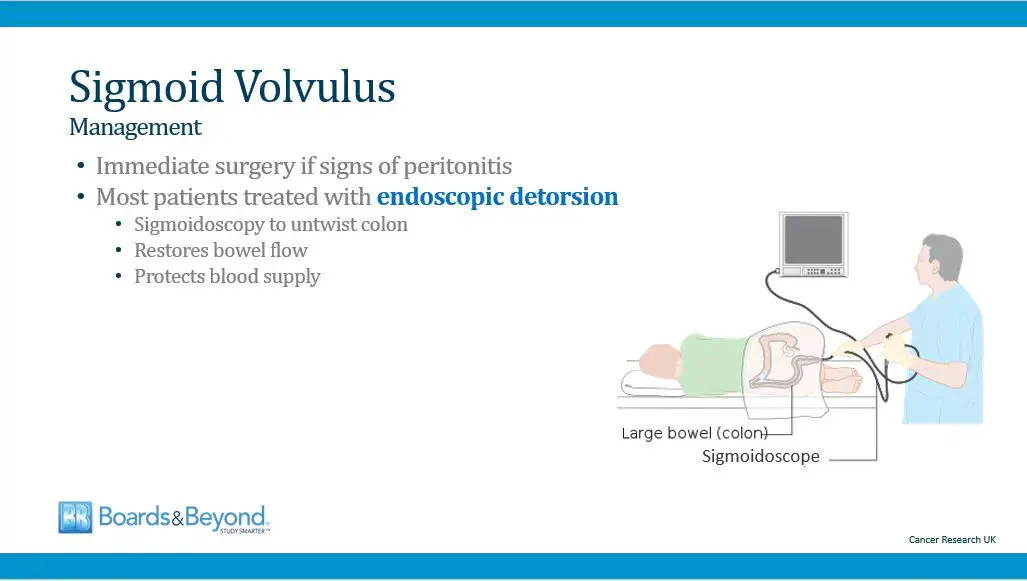 Sigmoid Volvulus
Management
• Immediate surgery if signs of peritonitis
• Most patients treated with endoscopic detorsion
• Sigmoidoscopy to untwist colon
• Restores bowel flow
• Protects blood supply
Large bowel (colon)
Sigmoidoscope
BB Boards&Beyond®
STUDY SMARTER™
Cancer Research UK